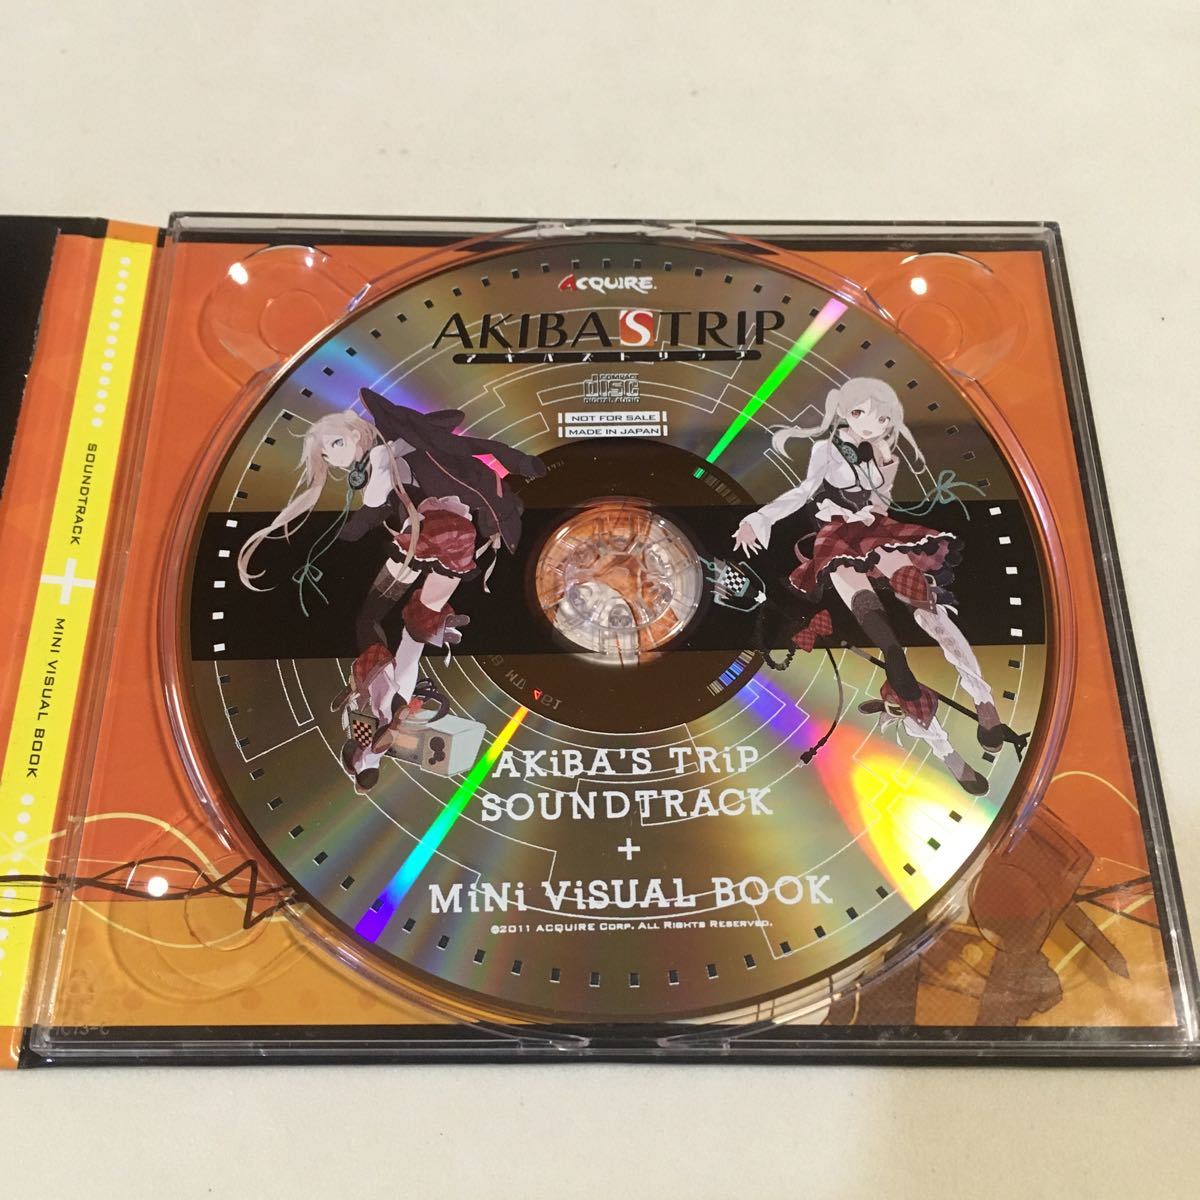 SOUNDTRACK + MINI VISUAL BOOK
ACQUIRE.
AKIBA'S TRIP
アキバストリップ
COMPACT
disc
DIGITAL AUDIO
NOT FOR SALE
MADE IN JAPAN
AKiBA'S TRiP
SOUNDTRACK
+
MiNi ViSUAL BOOK
©2011 ACQUIRE CORP. ALL RIGHTS RESERVED.